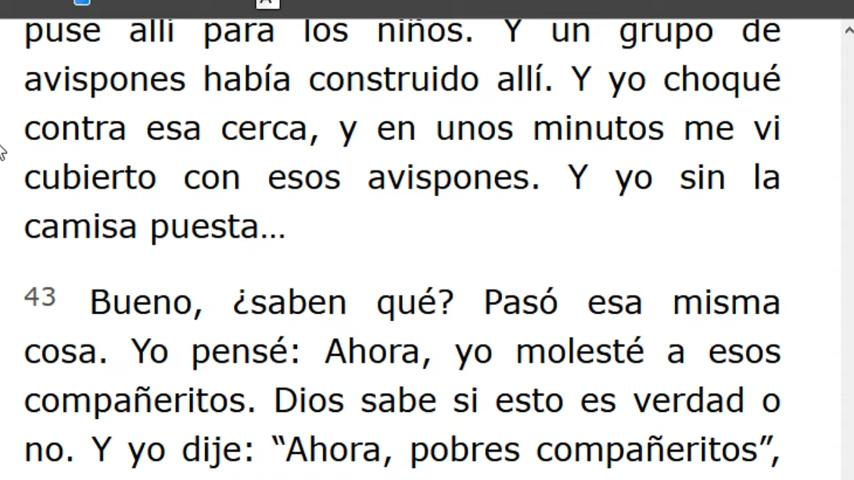 puse allí para los niños. Y un grupo de
avispones había construido allí. Y yo choqué
contra esa cerca, y en unos minutos me vi
cubierto con esos avispones. Y yo sin la
camisa puesta…
43 Bueno, ¿saben qué? Pasó esa misma
cosa. Yo pensé: Ahora, yo molesté a esos
compañeritos. Dios sabe si esto es verdad o
no. Y yo dije: “Ahora, pobres compañeritos”,